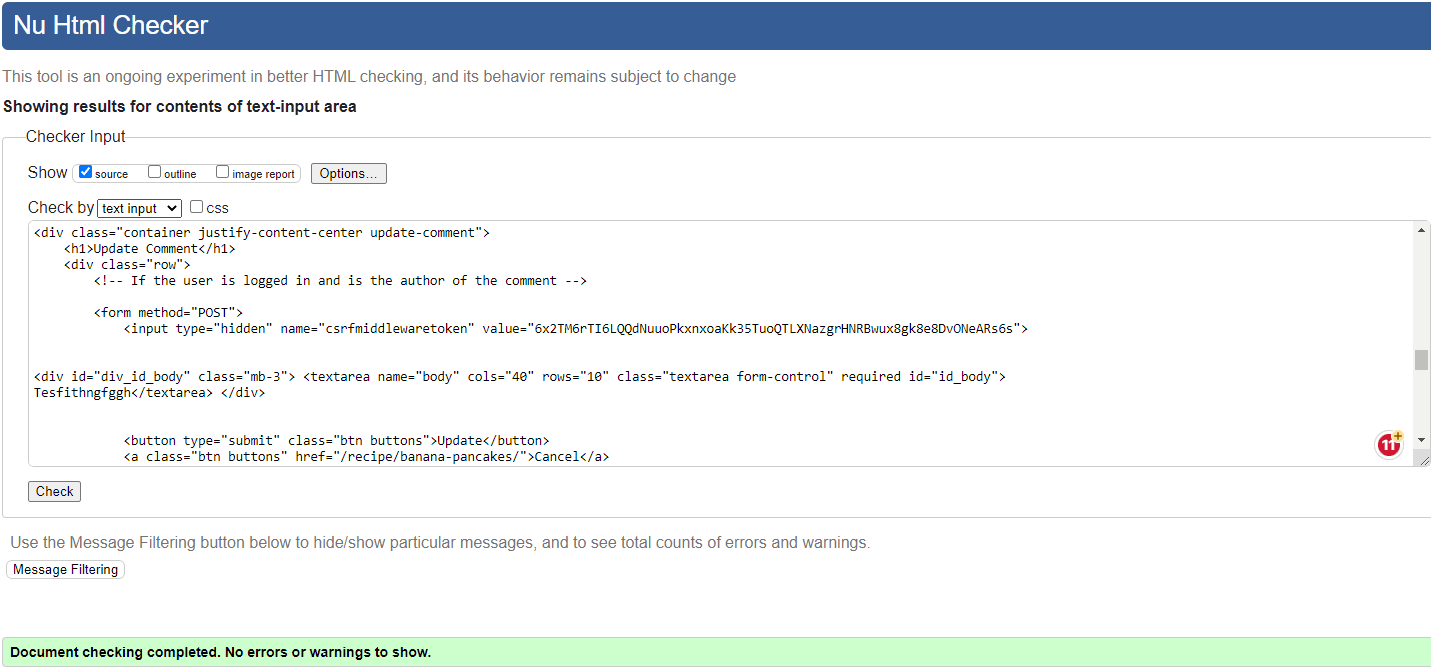 Nu Html Checker
This tool is an ongoing experiment in better HTML checking, and its behavior remains subject to change
Showing results for contents of text-input area
Checker Input
Show source outline image report Options...
Check by text input css
<div class="container justify-content-center update-comment">
    <h1>Update Comment</h1>
    <div class="row">
        <!-- If the user is logged in and is the author of the comment -->
        <form method="POST">
            <input type="hidden" name="csrfmiddlewaretoken" value="6x2TM6rTI6LQQdNuuoPkxnxoaKk35TuoQTLXNazgrHNRBwux8gk8e8DvONeARs6s">
<div id="div_id_body" class="mb-3"> <textarea name="body" cols="40" rows="10" class="textarea form-control" required id="id_body">
Tesfithngfggh</textarea> </div>
            <button type="submit" class="btn buttons">Update</button>
            <a class="btn buttons" href="/recipe/banana-pancakes/">Cancel</a>
11+
Check
Use the Message Filtering button below to hide/show particular messages, and to see total counts of errors and warnings.
Message Filtering
Document checking completed. No errors or warnings to show.